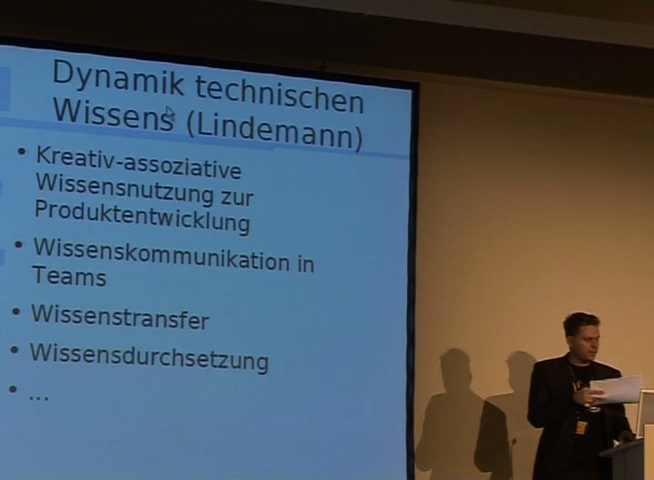 Dynamik technischen
Wissens (Lindemann)
• Kreativ-assoziative
Wissensnutzung zur
Produktentwicklung
• Wissenskommunikation in
Teams
• Wissenstransfer
• Wissensdurchsetzung
• ...